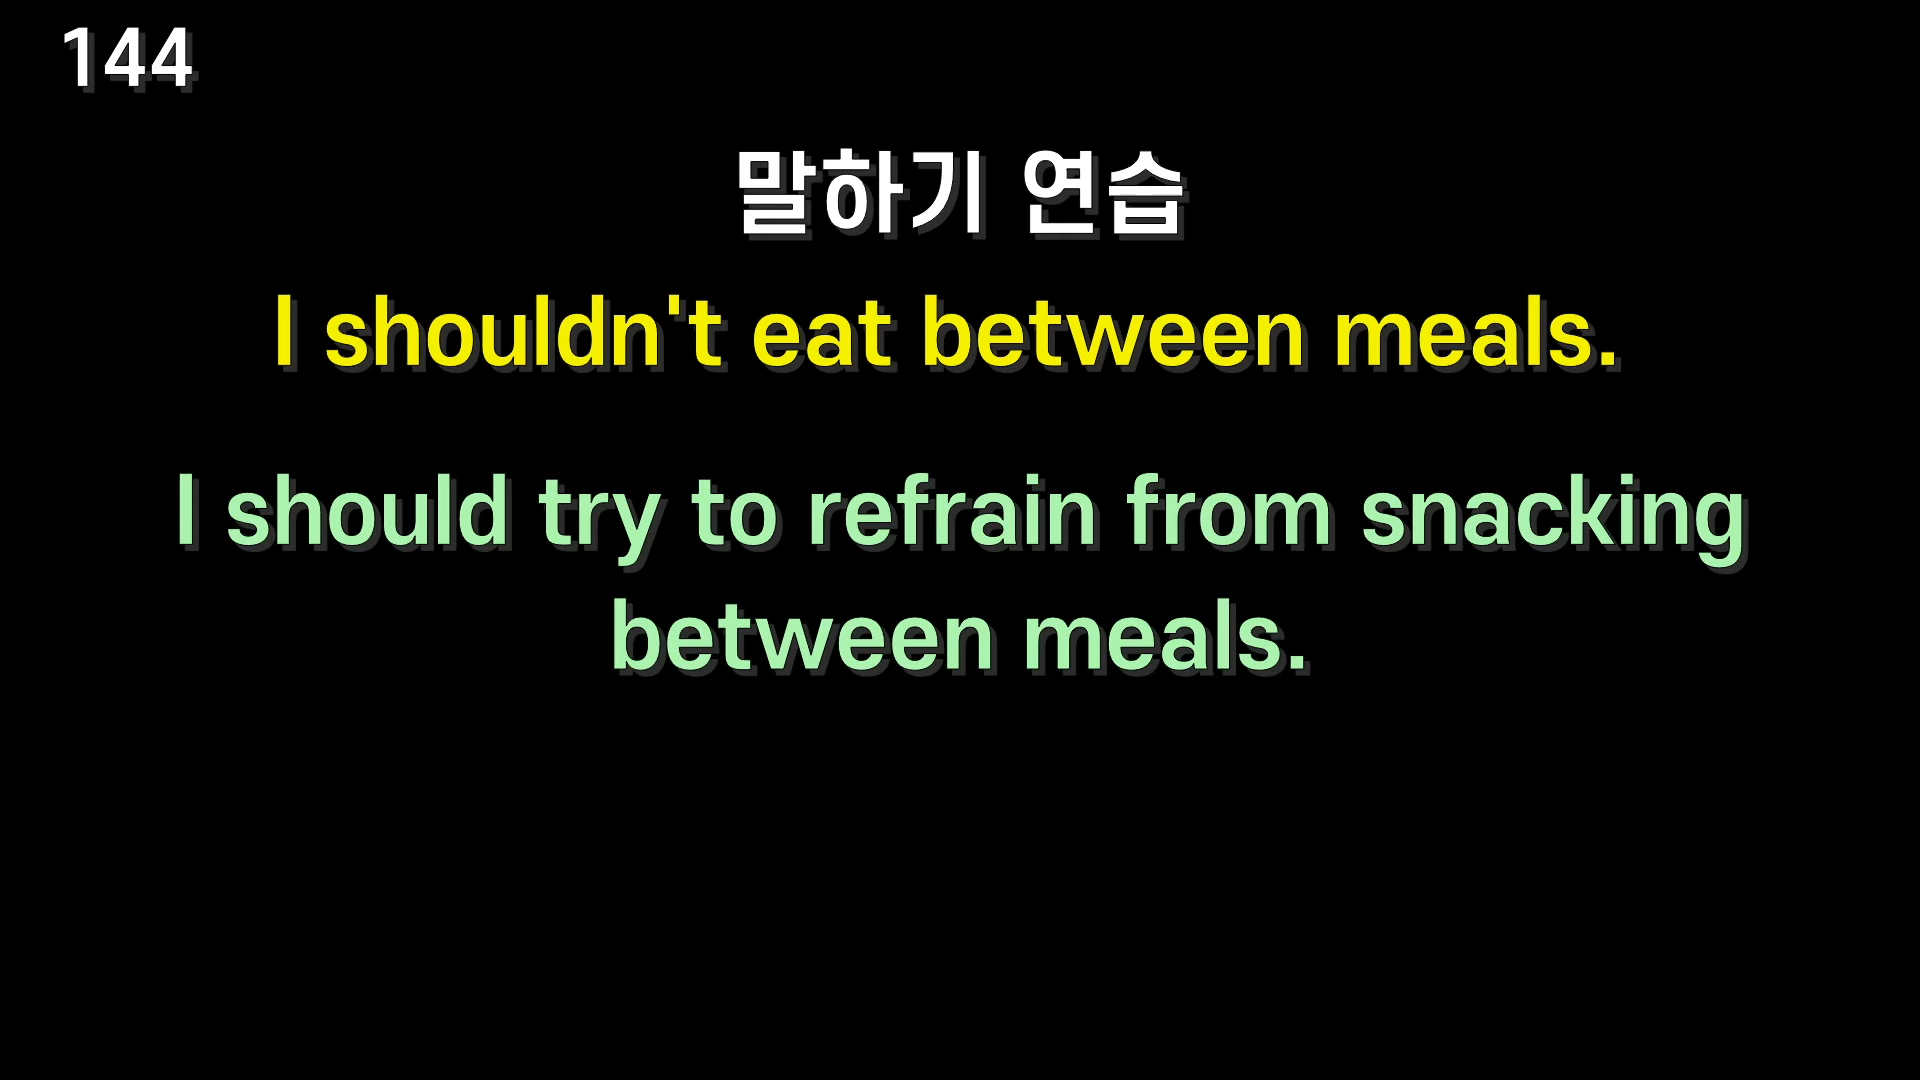 144
말하기 연습
I shouldn't eat between meals.
I should try to refrain from snacking
between meals.